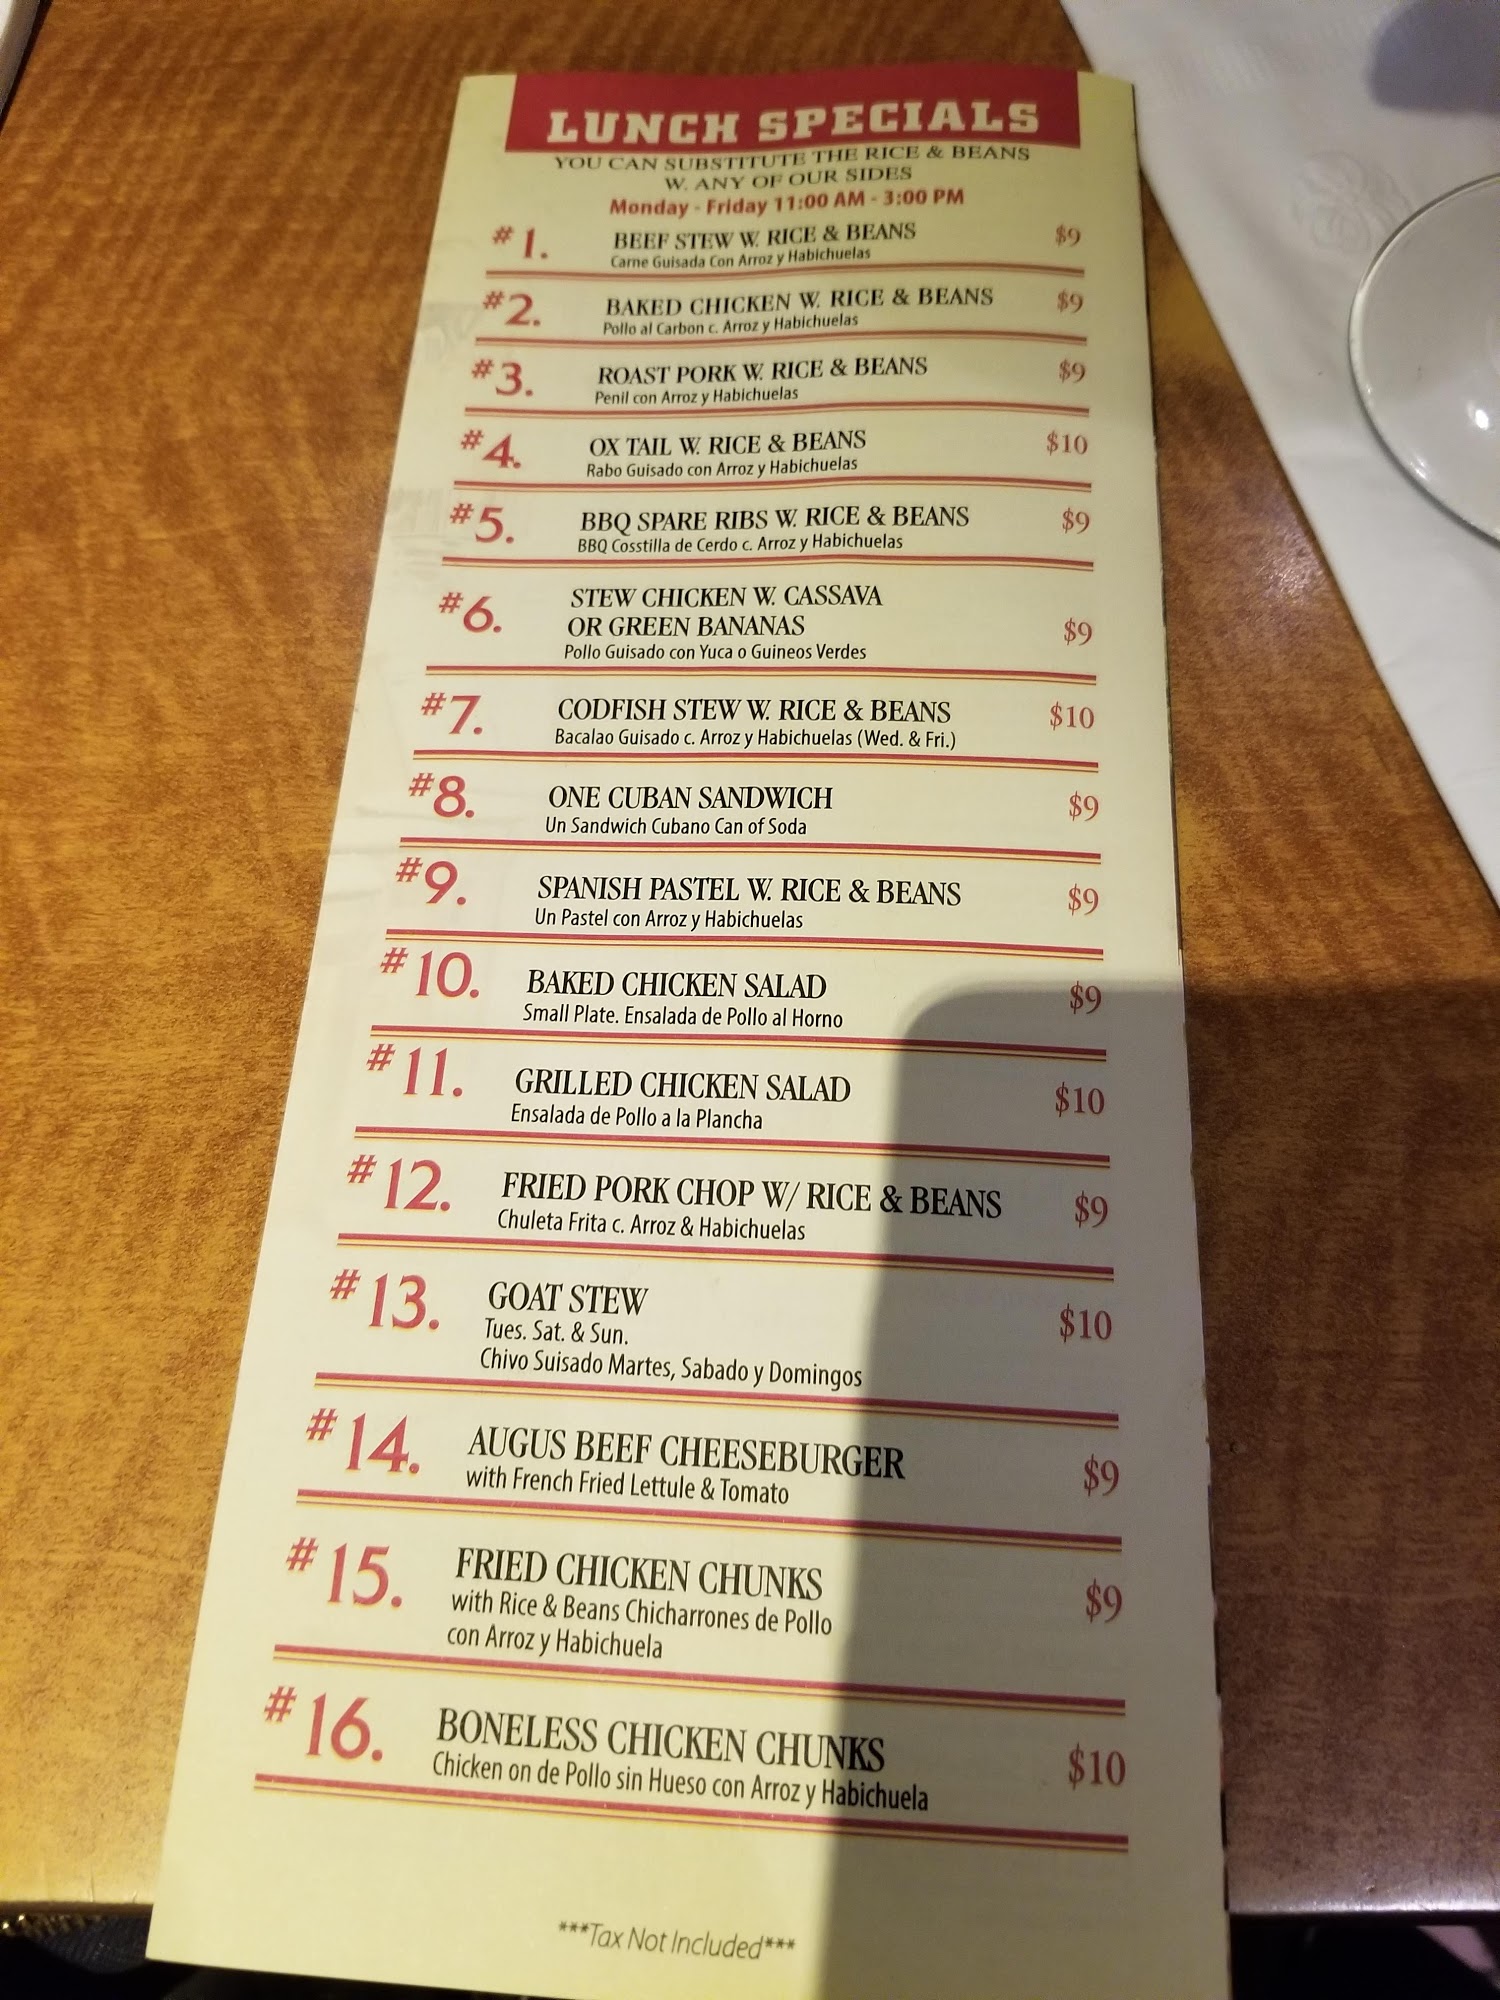 LUNCH SPECIALS
YOU CAN SUBSTITUTE THE RICE & BEANS
W. ANY OF OUR SIDES
Monday - Friday 11:00 AM - 3:00 PM
#1. BEEF STEW W. RICE & BEANS $9
Carne Guisada Con Arroz y Habichuelas
#2. BAKED CHICKEN W. RICE & BEANS $9
Pollo al Carbon c. Arroz y Habichuelas
#3. ROAST PORK W. RICE & BEANS $9
Penil con Arroz y Habichuelas
#4. OX TAIL W. RICE & BEANS $10
Rabo Guisado con Arroz y Habichuelas
#5. BBQ SPARE RIBS W. RICE & BEANS $9
BBQ Cosstilla de Cerdo c. Arroz y Habichuelas
#6. STEW CHICKEN W. CASSAVA
OR GREEN BANANAS $9
Pollo Guisado con Yuca o Guineos Verdes
#7. CODFISH STEW W. RICE & BEANS $10
Bacalao Guisado c. Arroz y Habichuelas (Wed. & Fri.)
#8. ONE CUBAN SANDWICH $9
Un Sandwich Cubano Can of Soda
#9. SPANISH PASTEL W. RICE & BEANS $9
Un Pastel con Arroz y Habichuelas
#10. BAKED CHICKEN SALAD $9
Small Plate. Ensalada de Pollo al Horno
#11. GRILLED CHICKEN SALAD $10
Ensalada de Pollo a la Plancha
#12. FRIED PORK CHOP W/ RICE & BEANS $9
Chuleta Frita c. Arroz & Habichuelas
#13. GOAT STEW $10
Tues. Sat. & Sun.
Chivo Suisado Martes, Sabado y Domingos
#14. AUGUS BEEF CHEESEBURGER $9
with French Fried Lettule & Tomato
#15. FRIED CHICKEN CHUNKS $9
with Rice & Beans Chicharrones de Pollo
con Arroz y Habichuela
#16. BONELESS CHICKEN CHUNKS $10
Chicken on de Pollo sin Hueso con Arroz y Habichuela
***Tax Not Included***